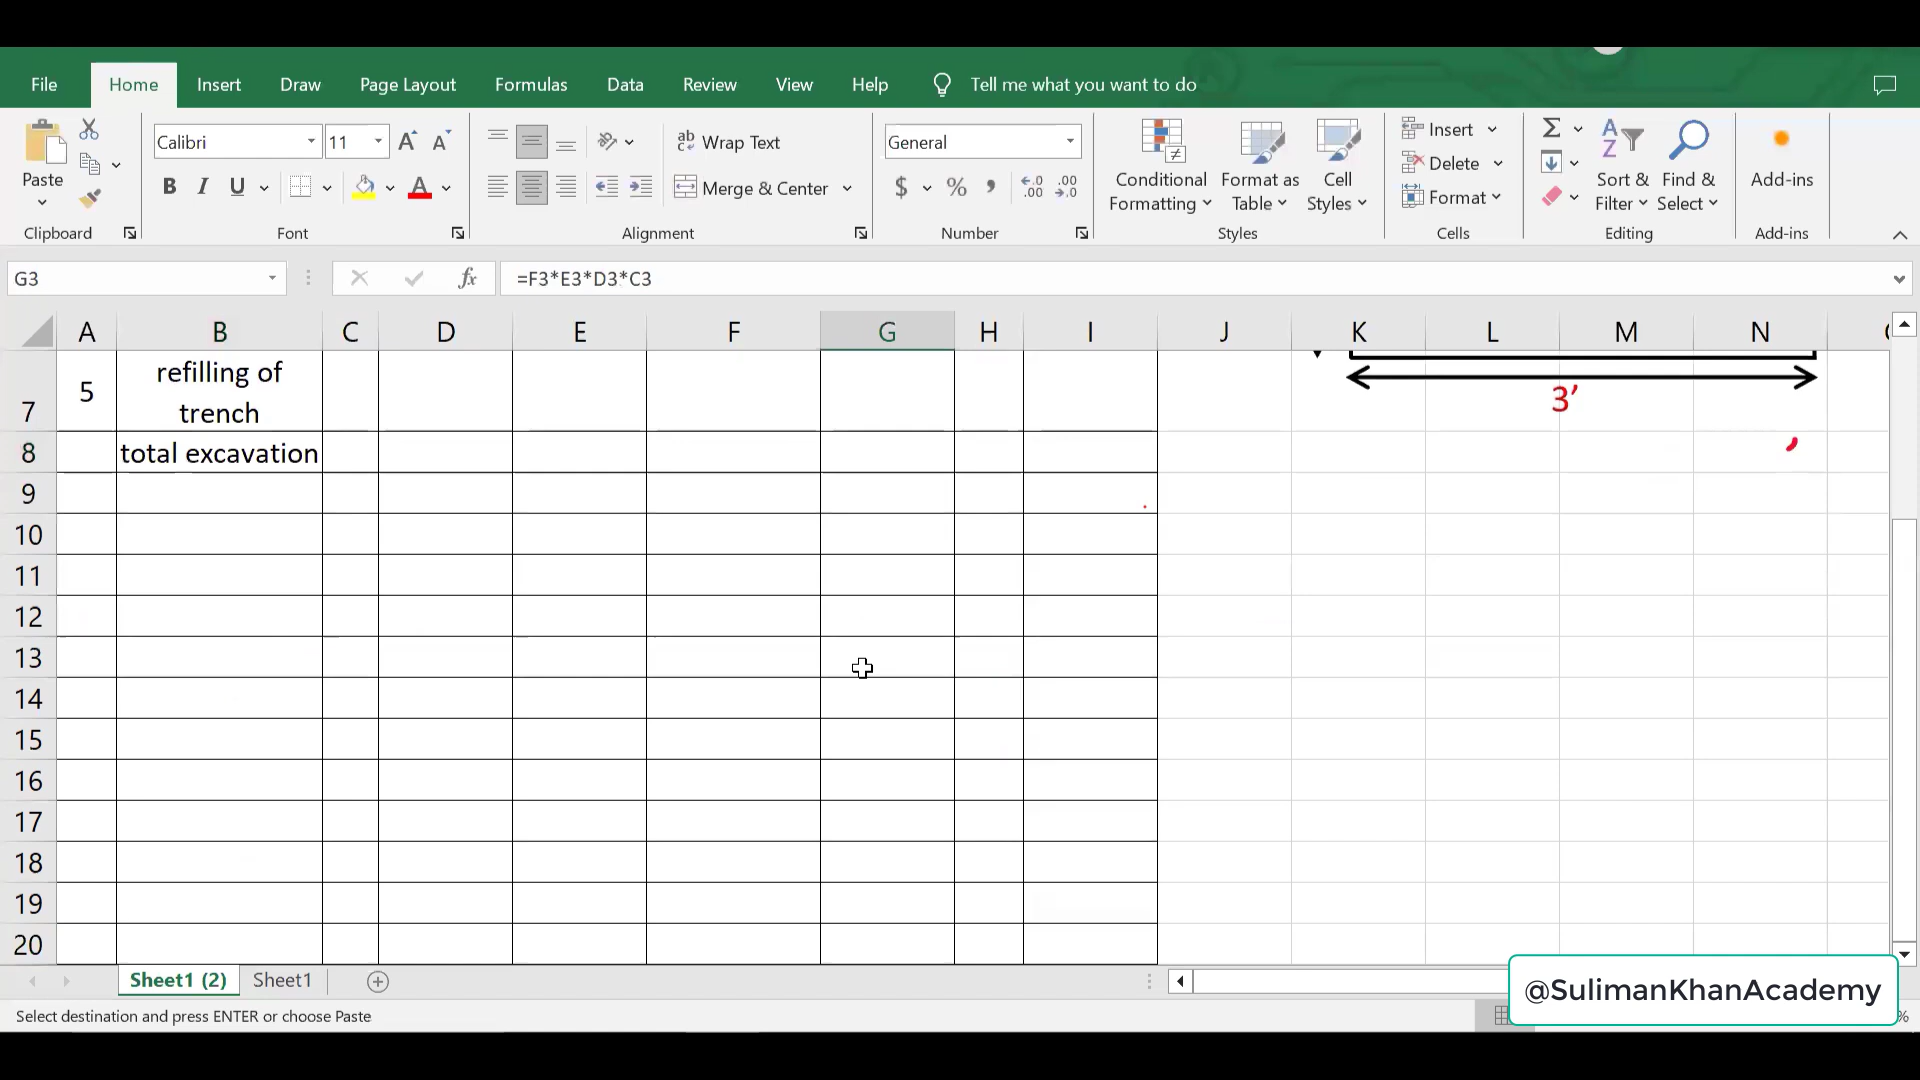 File Home Insert Draw Page Layout Formulas Data Review View Help Tell me what you want to do
Paste
Clipboard
Calibri 11
B I U A
Font
Wrap Text
Merge & Center
Alignment
General
$ % ,
Number
Conditional Formatting
Format as Table
Cell Styles
Styles
Insert
Delete
Format
Cells
Sort & Filter
Find & Select
Editing
Add-ins
Add-ins
G3 fx =F3*E3*D3*C3
A B C D E F G H I J K L M N
7 5 refilling of
trench
3′
8 total excavation
9
10
11
12
13
14
15
16
17
18
19
20
Sheet1 (2) Sheet1
@SulimanKhanAcademy
Select destination and press ENTER or choose Paste
%